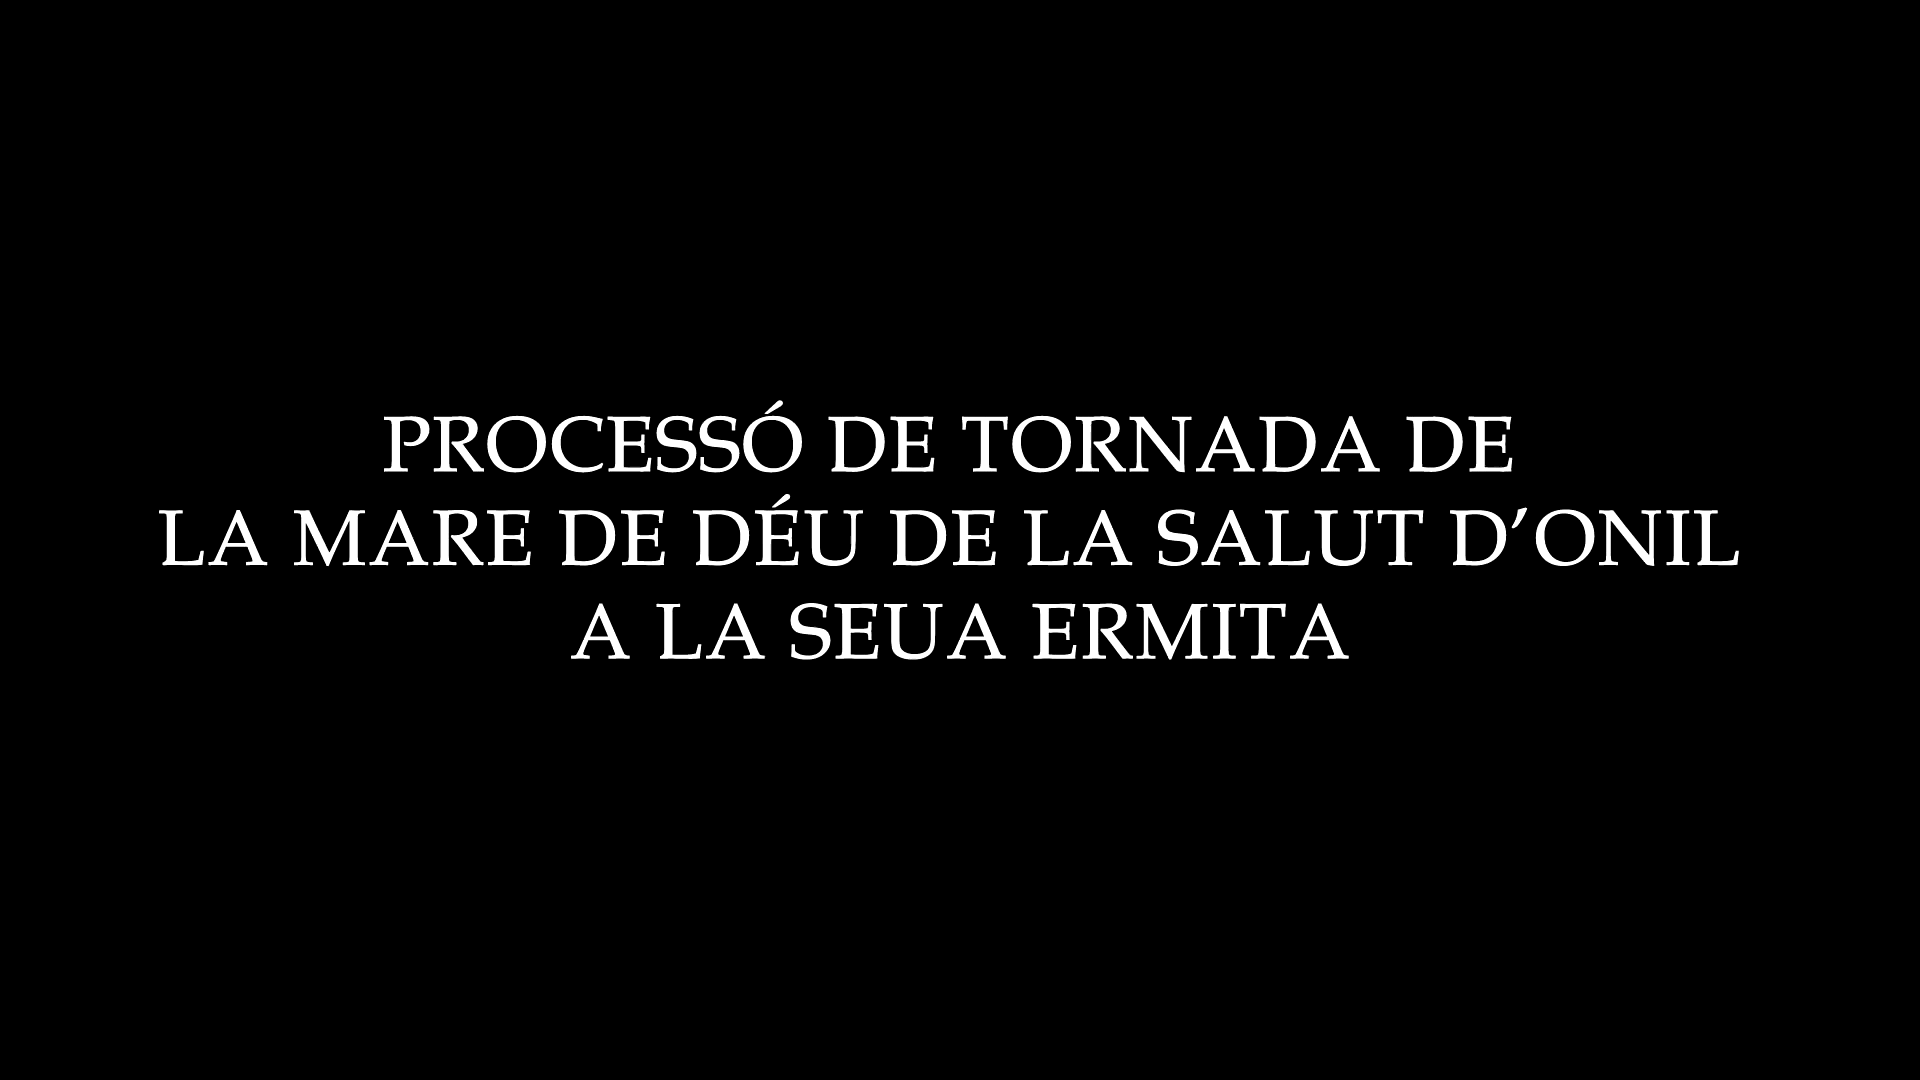 PROCESSÓ DE TORNADA DE
LA MARE DE DÉU DE LA SALUT D’ONIL
A LA SEUA ERMITA